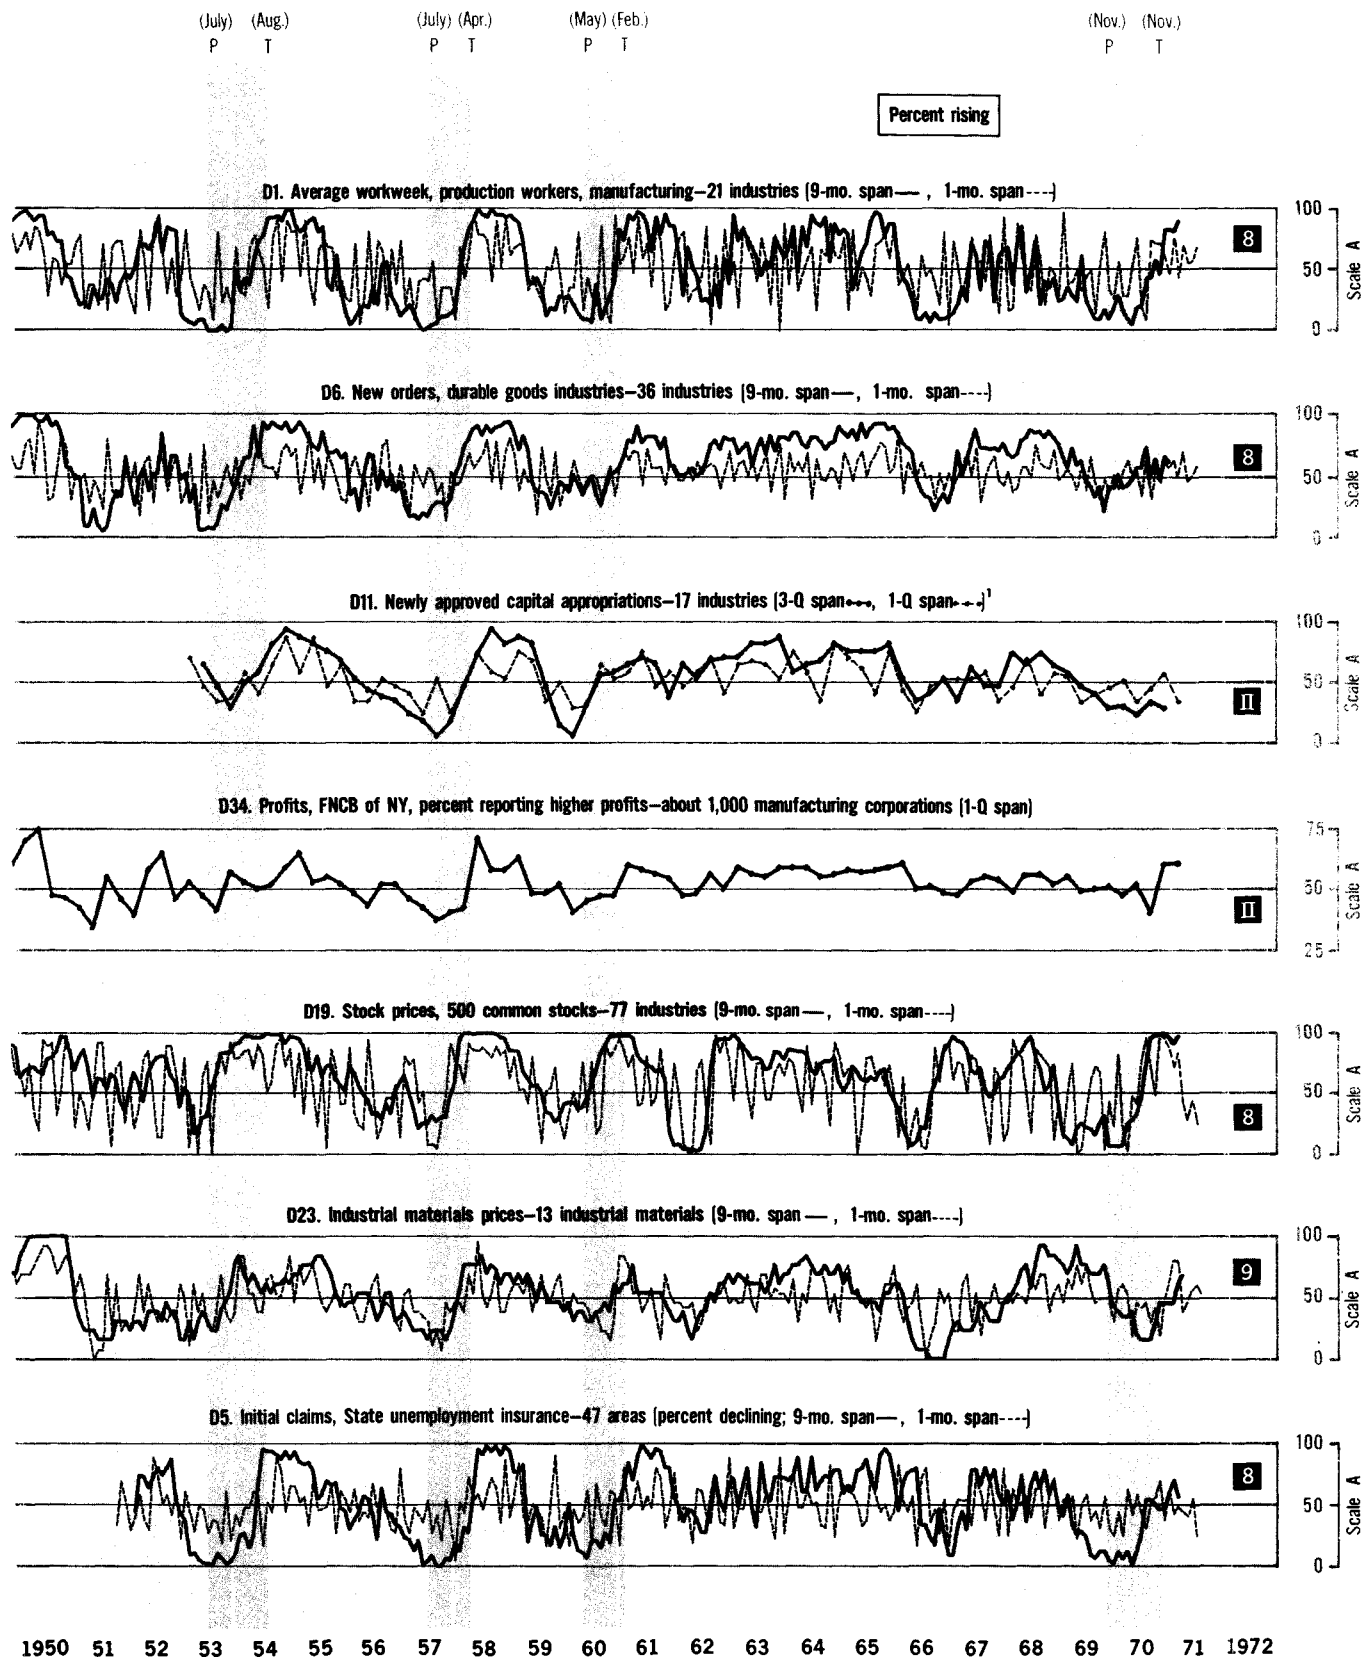 (July) (Aug.) (July) (Apr.) (May) (Feb.) (Nov.) (Nov.)
P T P T P T P T
Percent rising
D1. Average workweek, production workers, manufacturing—21 industries (9-mo. span—, 1-mo. span----)
100
8
50
Scale A
0
D6. New orders, durable goods industries—36 industries (9-mo. span—, 1-mo. span----)
100
8
50
Scale A
0
D11. Newly approved capital appropriations—17 industries (3-Q span, 1-Q span)¹
100
50
II
Scale A
0
D34. Profits, FNCB of NY, percent reporting higher profits—about 1,000 manufacturing corporations (1-Q span)
75
50
II
Scale A
25
D19. Stock prices, 500 common stocks—77 industries (9-mo. span—, 1-mo. span----)
100
50
8
Scale A
0
D23. Industrial materials prices—13 industrial materials (9-mo. span—, 1-mo. span----)
100
9
50
Scale A
0
D5. Initial claims, State unemployment insurance—47 areas (percent declining; 9-mo. span—, 1-mo. span----)
100
8
50
Scale A
0
1950 51 52 53 54 55 56 57 58 59 60 61 62 63 64 65 66 67 68 69 70 71 1972